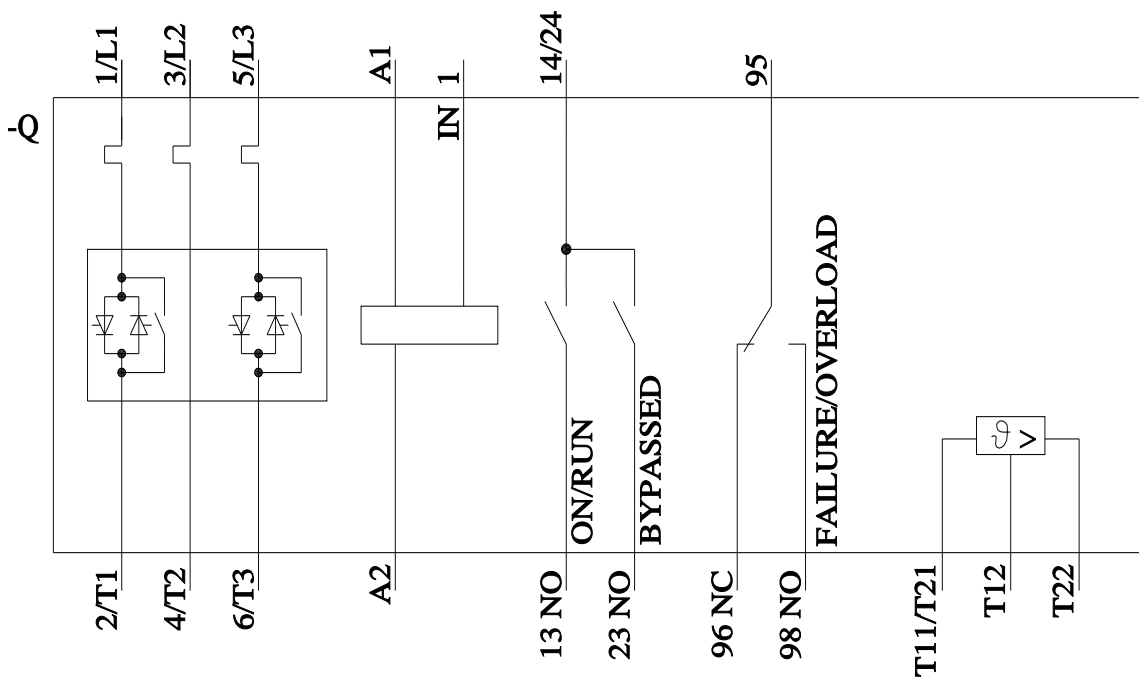 1/L1
3/L2
5/L3
A1
1
14/24
95
-Q
IN
ON/RUN
BYPASSED
FAILURE/OVERLOAD
ϑ >
2/T1
4/T2
6/T3
A2
13 NO
23 NO
96 NC
98 NO
T11/T21
T12
T22